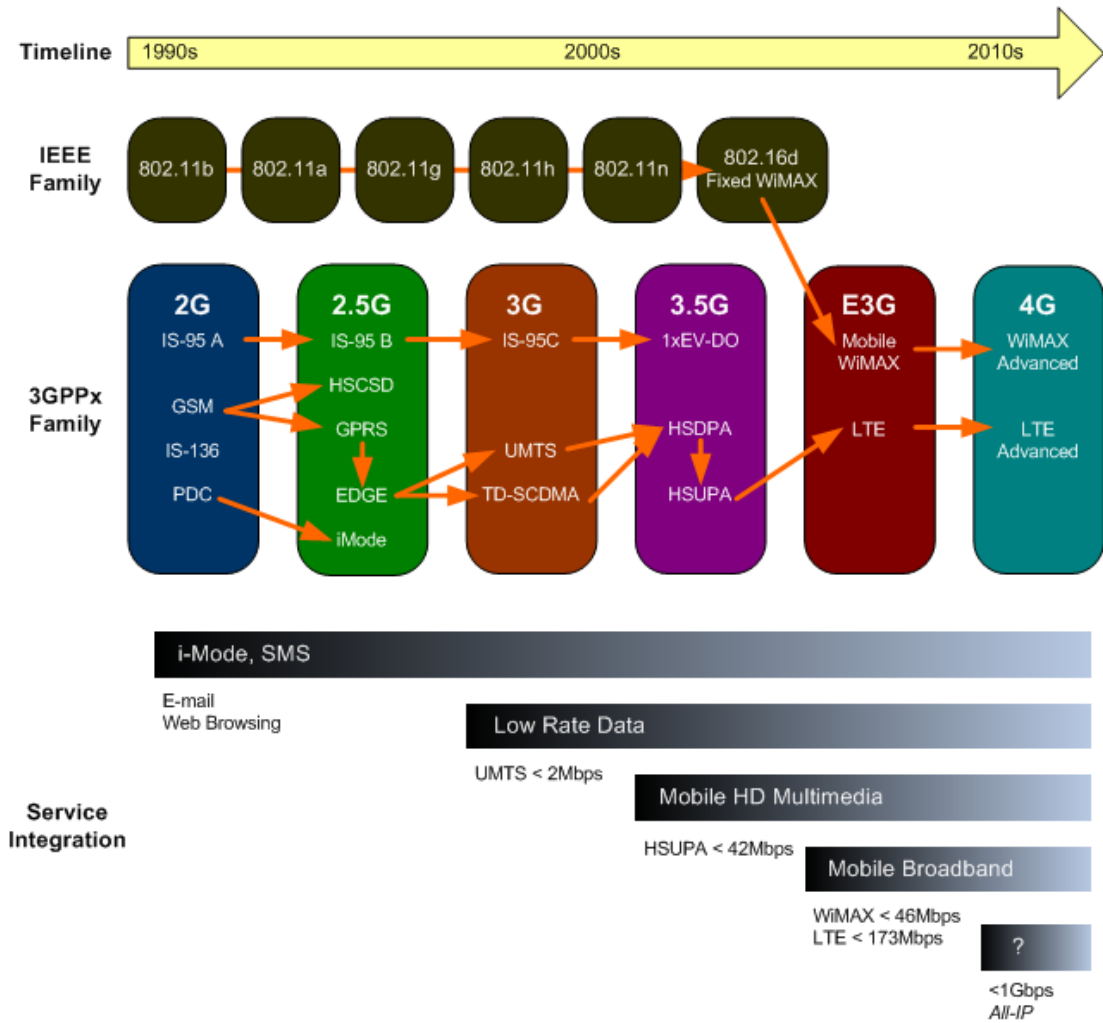 Timeline
1990s
2000s
2010s
IEEE
Family
802.11b
802.11a
802.11g
802.11h
802.11n
802.16d
Fixed WiMAX
3GPPx
Family
2G
IS-95 A
GSM
IS-136
PDC
2.5G
IS-95 B
HSCSD
GPRS
EDGE
iMode
3G
IS-95C
UMTS
TD-SCDMA
3.5G
1xEV-DO
HSDPA
HSUPA
E3G
Mobile
WiMAX
LTE
4G
WiMAX
Advanced
LTE
Advanced
Service
Integration
i-Mode, SMS
E-mail
Web Browsing
Low Rate Data
UMTS < 2Mbps
Mobile HD Multimedia
HSUPA < 42Mbps
Mobile Broadband
WiMAX < 46Mbps
LTE < 173Mbps
?
<1Gbps
All-IP